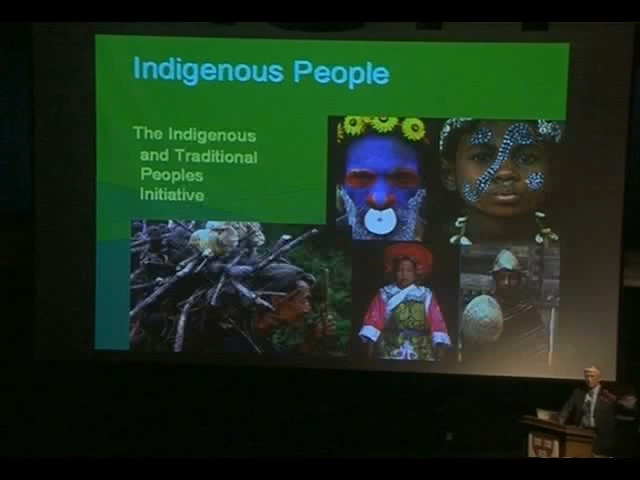 Indigenous People
The Indigenous
and Traditional
Peoples
Initiative